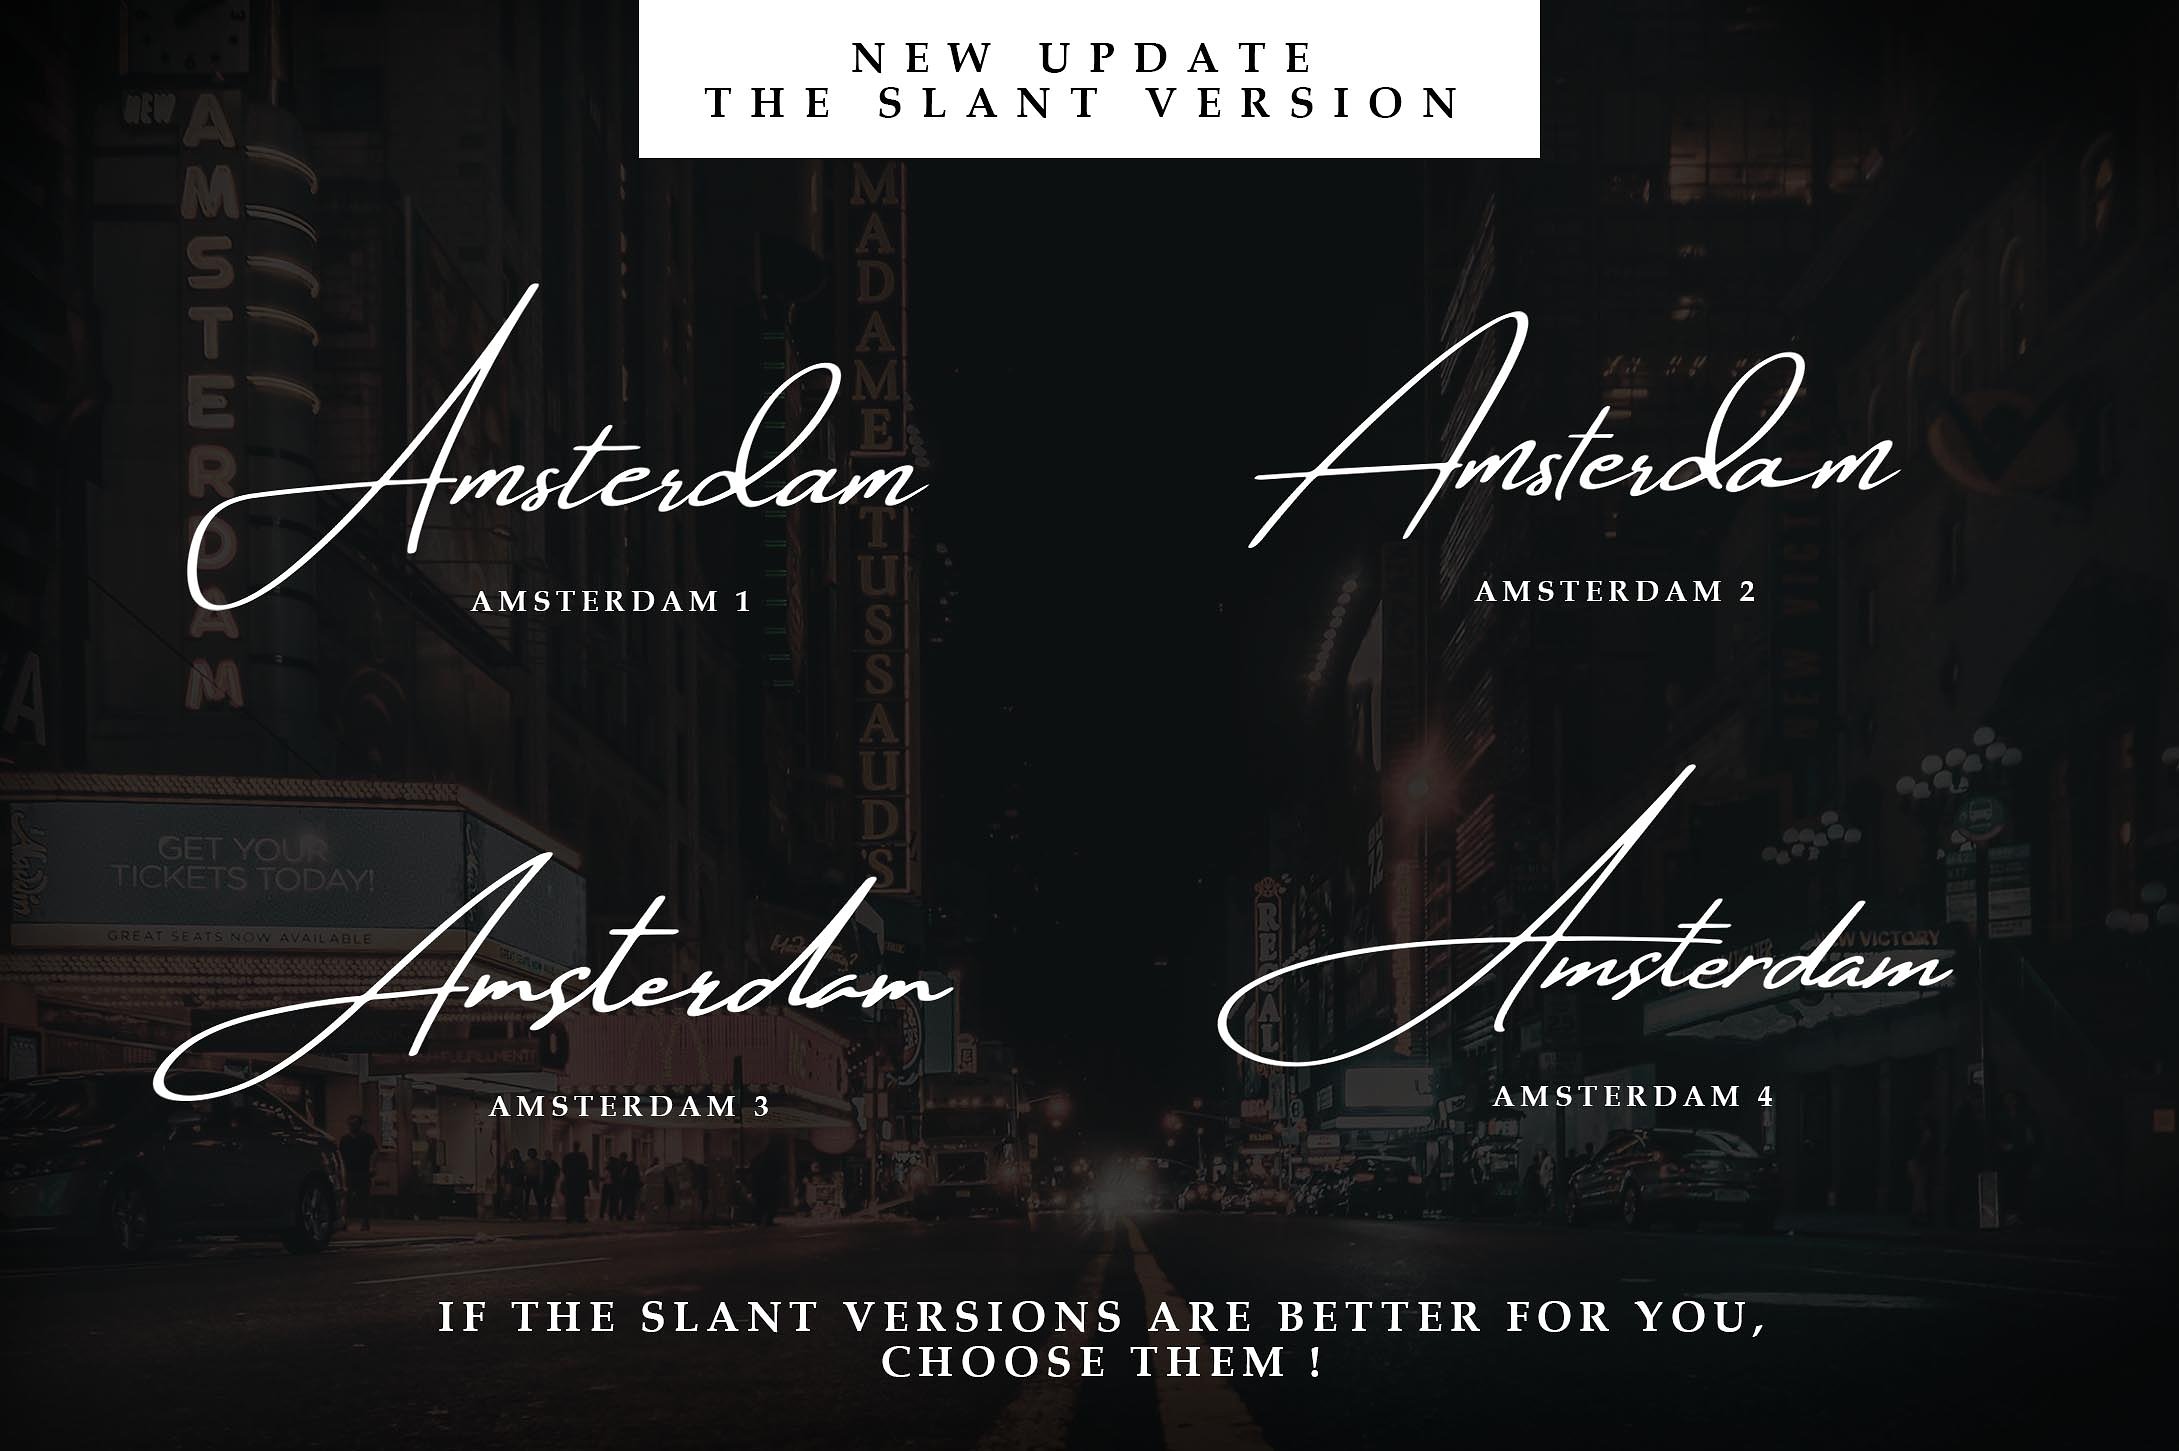 NEW UPDATE
THE SLANT VERSION
NEW
AMSTERDAM
MADAME TUSSAUD'S
Amsterdam
AMSTERDAM 1
Amsterdam
AMSTERDAM 2
GET YOUR
TICKETS TODAY!
GREAT SEATS NOW AVAILABLE
Amsterdam
AMSTERDAM 3
Amsterdam
AMSTERDAM 4
REGAL
NEW VICTORY
IF THE SLANT VERSIONS ARE BETTER FOR YOU,
CHOOSE THEM !